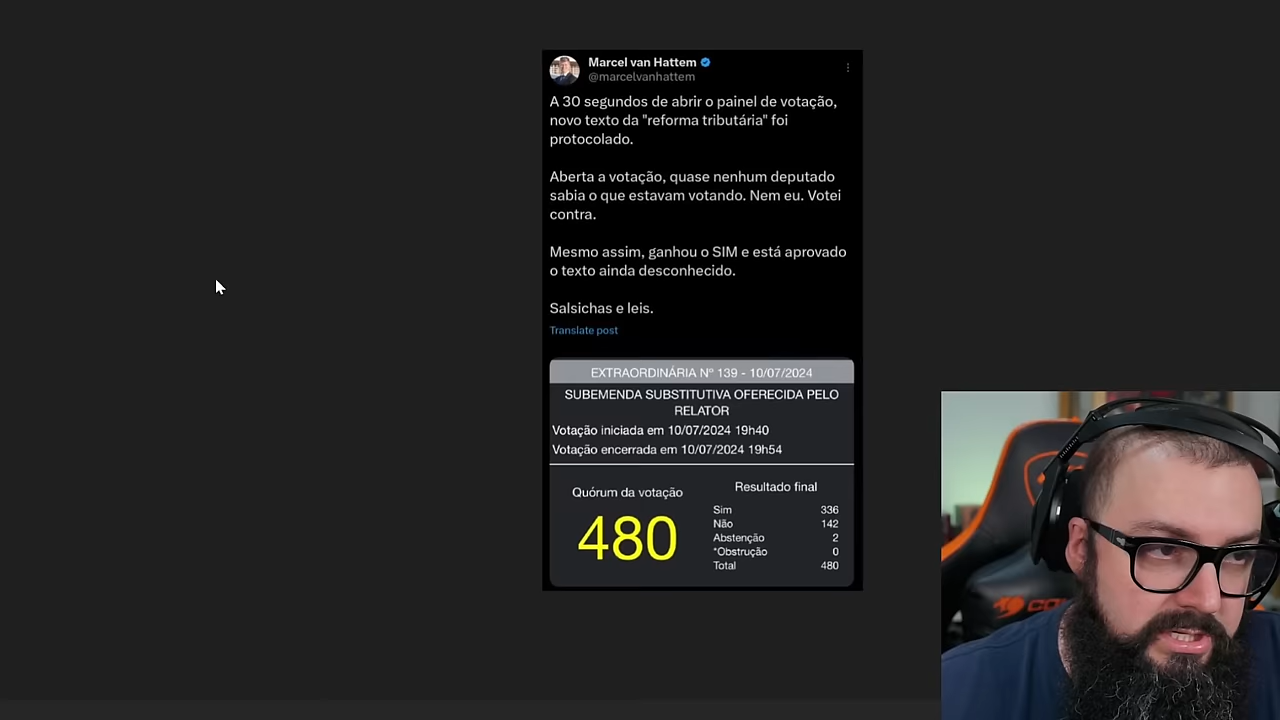 Marcel van Hattem
@marcelvanhattem
A 30 segundos de abrir o painel de votação,
novo texto da "reforma tributária" foi
protocolado.
Aberta a votação, quase nenhum deputado
sabia o que estavam votando. Nem eu. Votei
contra.
Mesmo assim, ganhou o SIM e está aprovado
o texto ainda desconhecido.
Salsichas e leis.
Translate post
EXTRAORDINÁRIA Nº 139 - 10/07/2024
SUBEMENDA SUBSTITUTIVA OFERECIDA PELO
RELATOR
Votação iniciada em 10/07/2024 19h40
Votação encerrada em 10/07/2024 19h54
Quórum da votação
480
Resultado final
Sim 336
Não 142
Abstenção 2
*Obstrução 0
Total 480